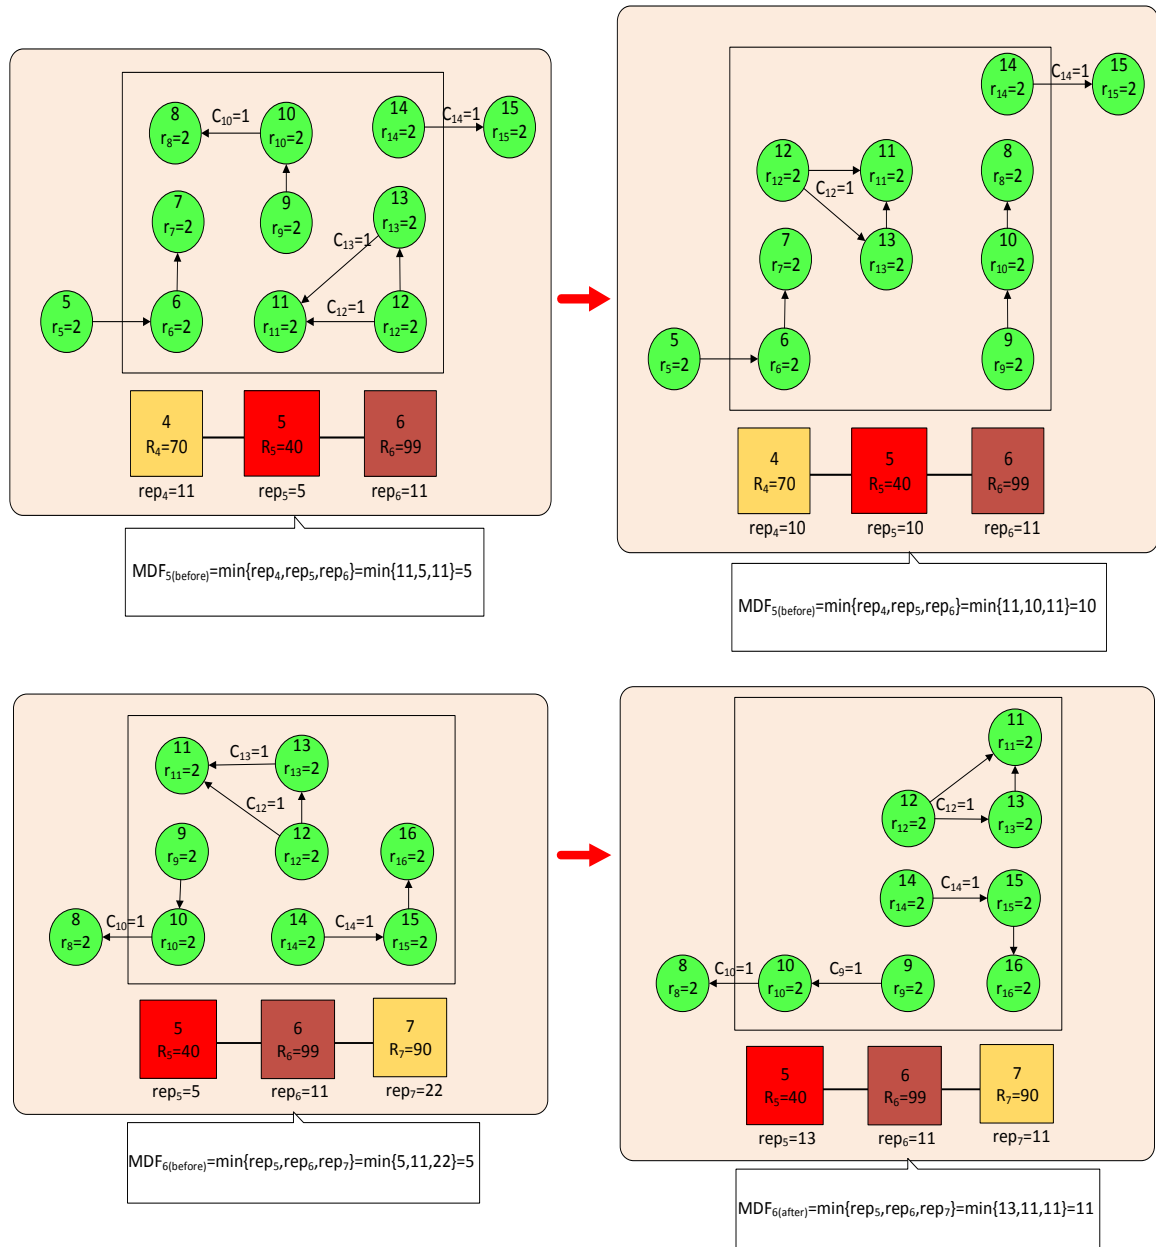 8
r₈=2
C₁₀=1
10
r₁₀=2
14
r₁₄=2
C₁₄=1
15
r₁₅=2
7
r₇=2
9
r₉=2
13
r₁₃=2
C₁₃=1
5
r₅=2
6
r₆=2
11
r₁₁=2
C₁₂=1
12
r₁₂=2
4
R₄=70
5
R₅=40
6
R₆=99
rep₄=11
rep₅=5
rep₆=11
MDF₅₍before₎=min{rep₄,rep₅,rep₆}=min{11,5,11}=5
14
r₁₄=2
C₁₄=1
15
r₁₅=2
12
r₁₂=2
C₁₂=1
11
r₁₁=2
8
r₈=2
7
r₇=2
13
r₁₃=2
10
r₁₀=2
5
r₅=2
6
r₆=2
9
r₉=2
4
R₄=70
5
R₅=40
6
R₆=99
rep₄=10
rep₅=10
rep₆=11
MDF₅₍before₎=min{rep₄,rep₅,rep₆}=min{11,10,11}=10
11
r₁₁=2
C₁₃=1
13
r₁₃=2
C₁₂=1
9
r₉=2
12
r₁₂=2
16
r₁₆=2
8
r₈=2
C₁₀=1
10
r₁₀=2
14
r₁₄=2
C₁₄=1
15
r₁₅=2
5
R₅=40
6
R₆=99
7
R₇=90
rep₅=5
rep₆=11
rep₇=22
MDF₆₍before₎=min{rep₅,rep₆,rep₇}=min{5,11,22}=5
11
r₁₁=2
12
r₁₂=2
C₁₂=1
13
r₁₃=2
14
r₁₄=2
C₁₄=1
15
r₁₅=2
8
r₈=2
C₁₀=1
10
r₁₀=2
C₉=1
9
r₉=2
16
r₁₆=2
5
R₅=40
6
R₆=99
7
R₇=90
rep₅=13
rep₆=11
rep₇=11
MDF₆₍after₎=min{rep₅,rep₆,rep₇}=min{13,11,11}=11